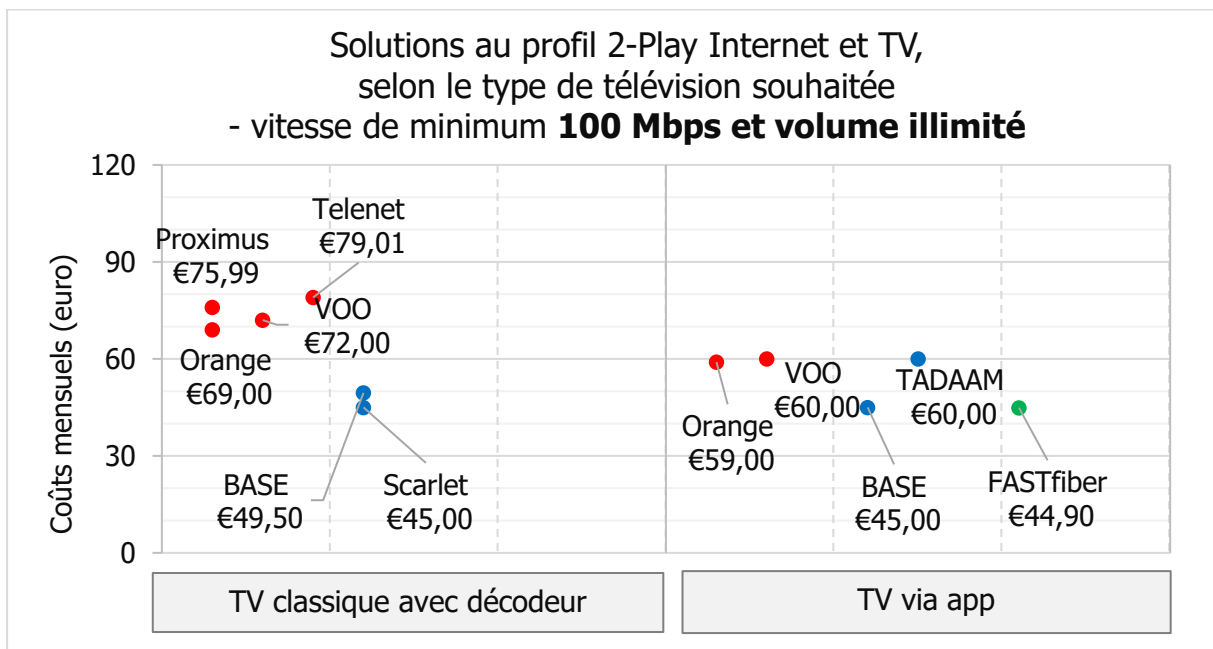 Solutions au profil 2-Play Internet et TV,
selon le type de télévision souhaitée
- vitesse de minimum 100 Mbps et volume illimité
Coûts mensuels (euro)
120
90
60
30
0
Proximus
€75,99
Telenet
€79,01
VOO
€72,00
Orange
€69,00
BASE
€49,50
Scarlet
€45,00
Orange
€59,00
VOO
€60,00
BASE
€45,00
TADAAM
€60,00
FASTfiber
€44,90
TV classique avec décodeur
TV via app